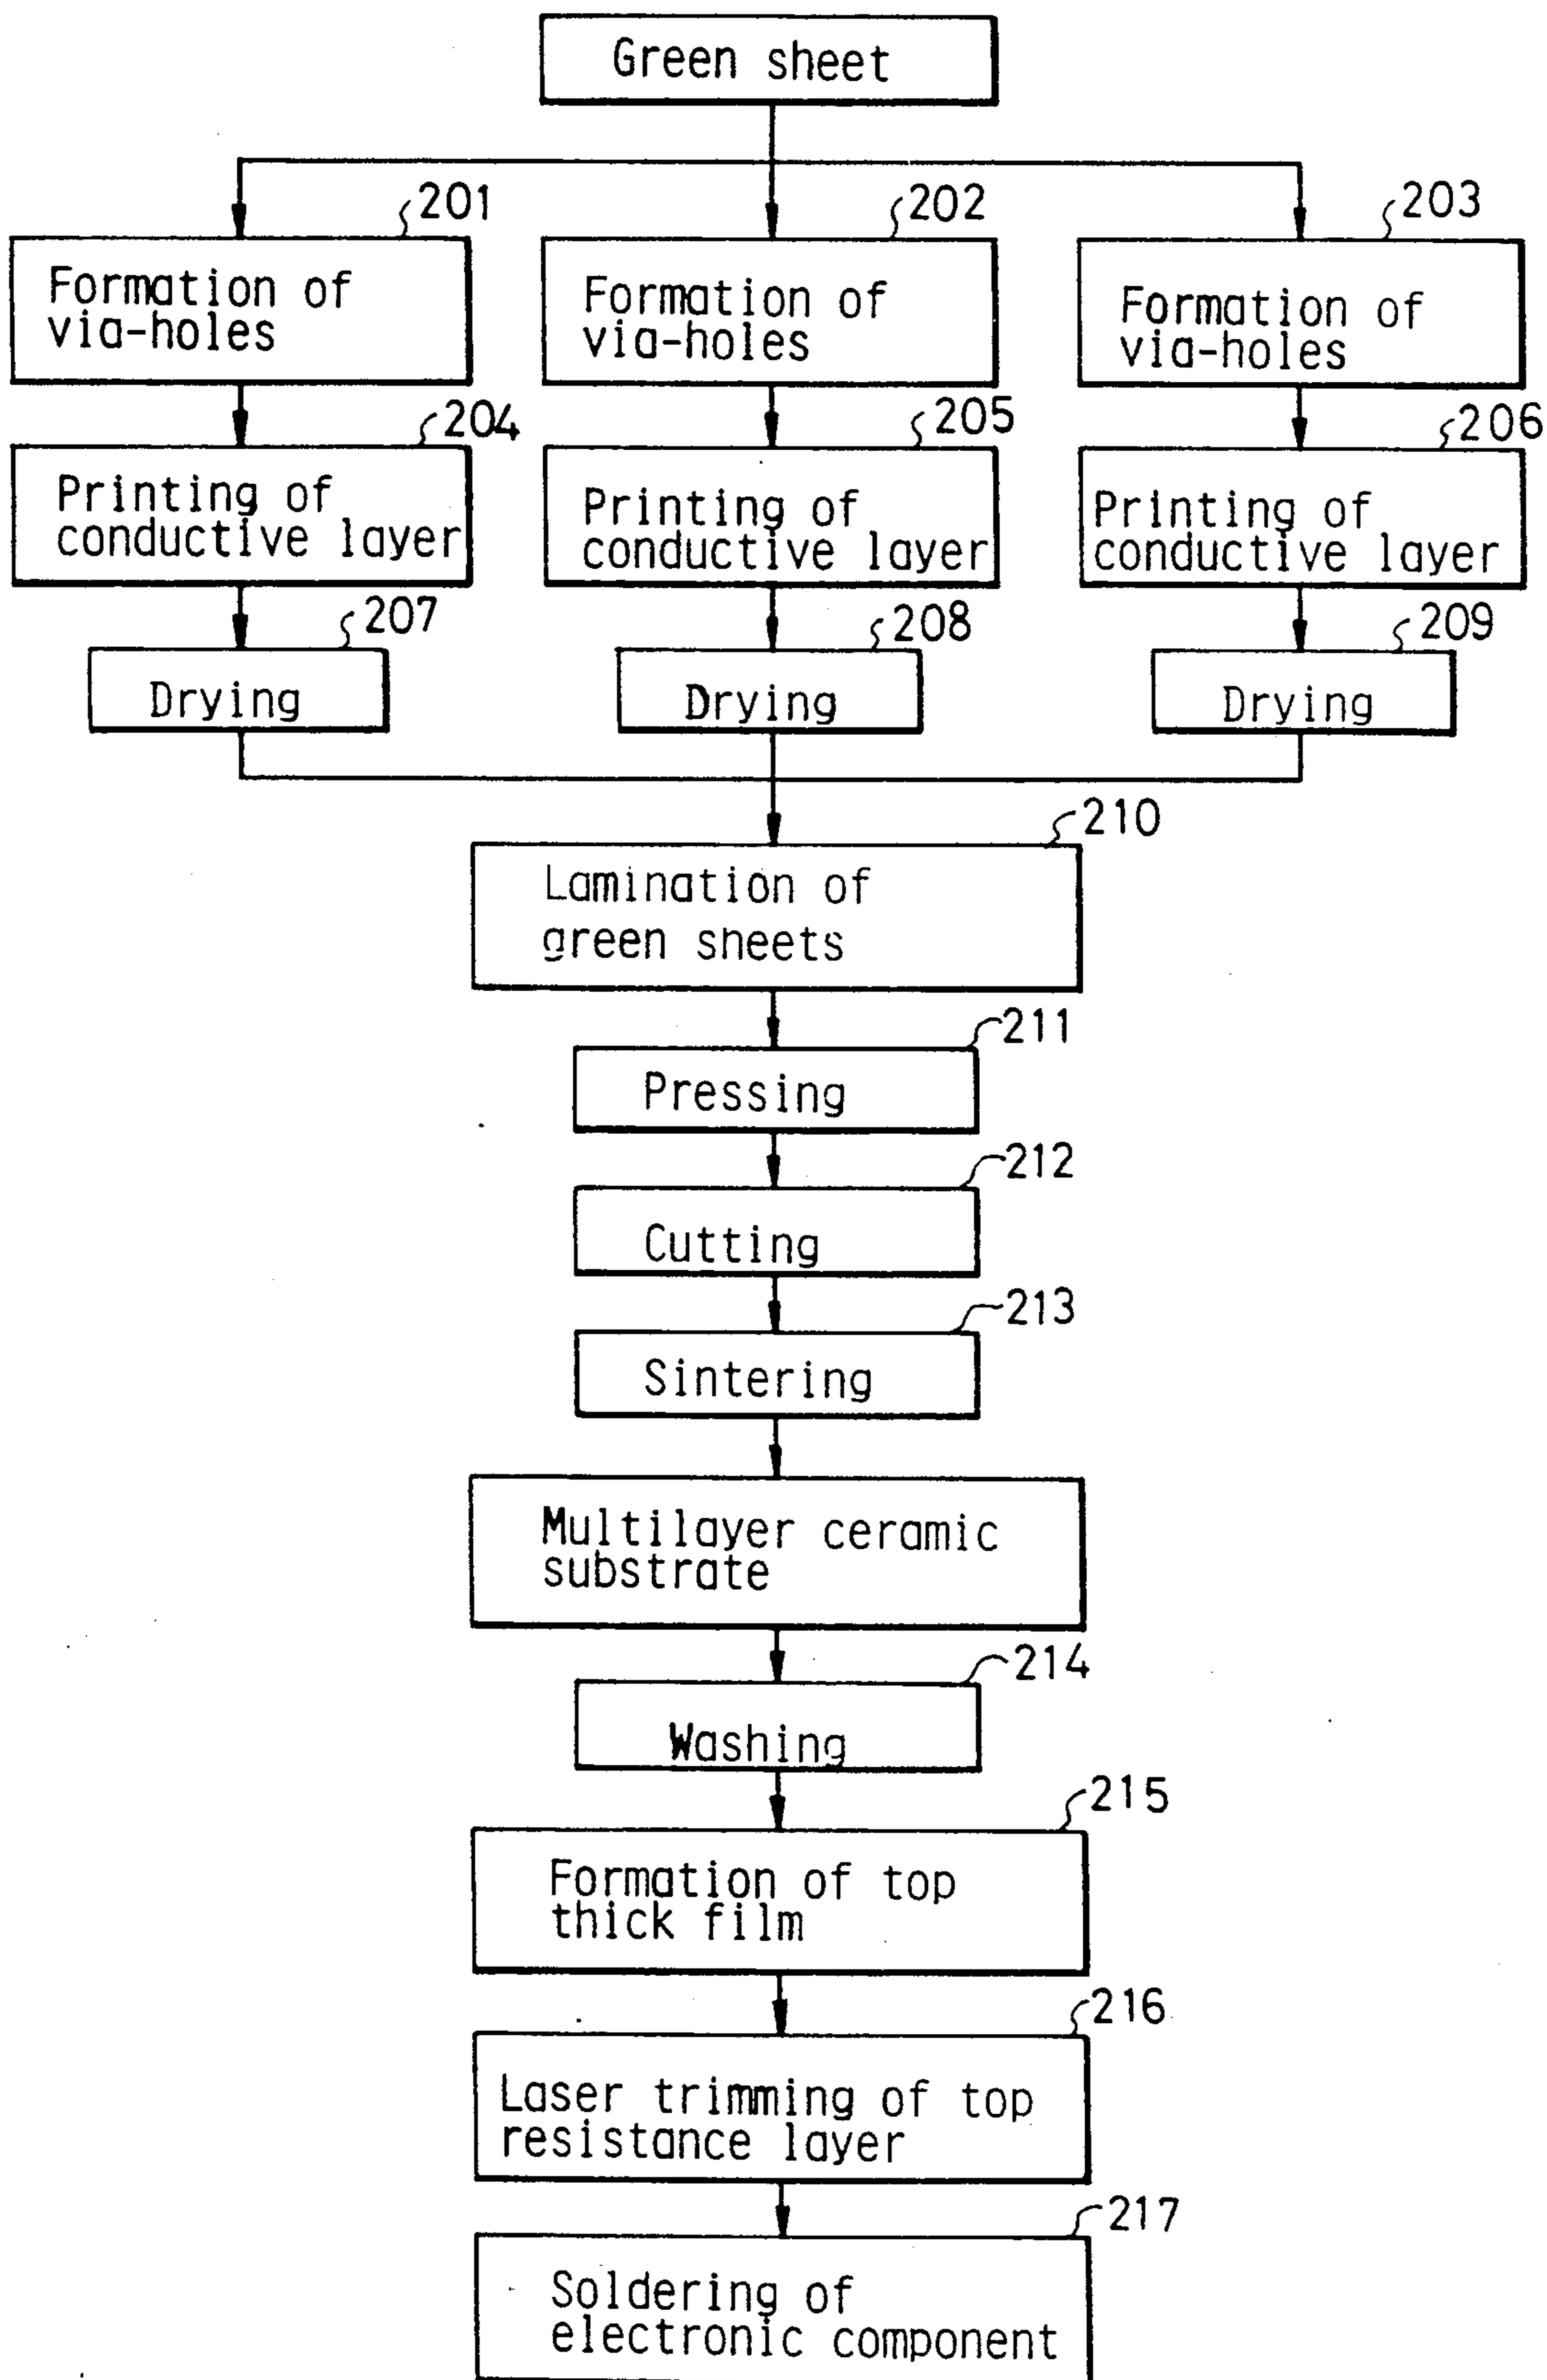 Green sheet
201
202
203
Formation of
via-holes
Formation of
via-holes
Formation of
via-holes
204
205
206
Printing of
conductive layer
Printing of
conductive layer
Printing of
conductive layer
207
208
209
Drying
Drying
Drying
210
Lamination of
green sheets
211
Pressing
212
Cutting
213
Sintering
Multilayer ceramic
substrate
214
Washing
215
Formation of top
thick film
216
Laser trimming of top
resistance layer
217
Soldering of
electronic component